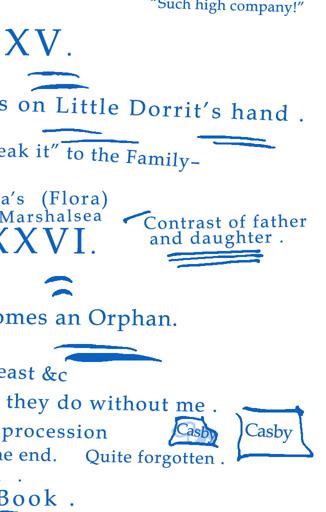 “Such high company!”
XV.
s on Little Dorrit’s hand .
eak it” to the Family–
a’s (Flora)
Marshalsea
Contrast of father
and daughter .
XXVI.
omes an Orphan.
east &c
they do without me .
procession
Casby
Casby
ne end. Quite forgotten .
Book .